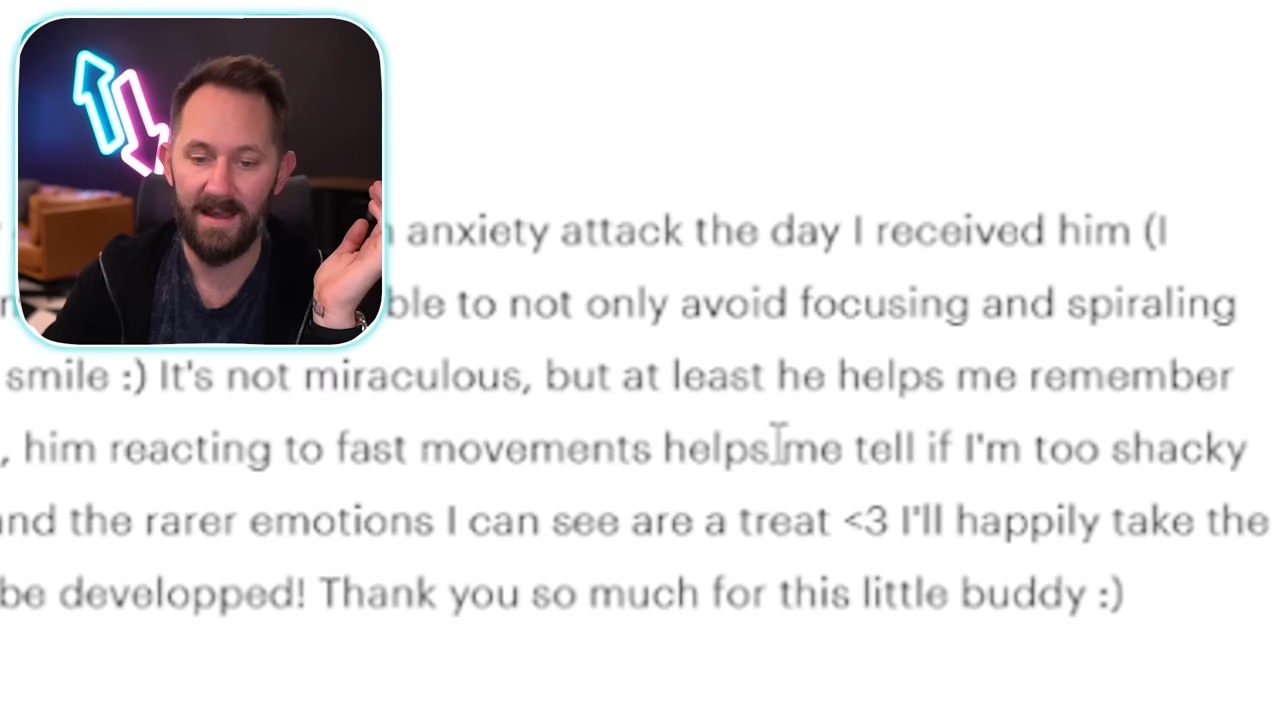 anxiety attack the day I received him (I
ble to not only avoid focusing and spiraling
smile :) It's not miraculous, but at least he helps me remember
, him reacting to fast movements helps me tell if I'm too shacky
and the rarer emotions I can see are a treat <3 I'll happily take the
be developped! Thank you so much for this little buddy :)